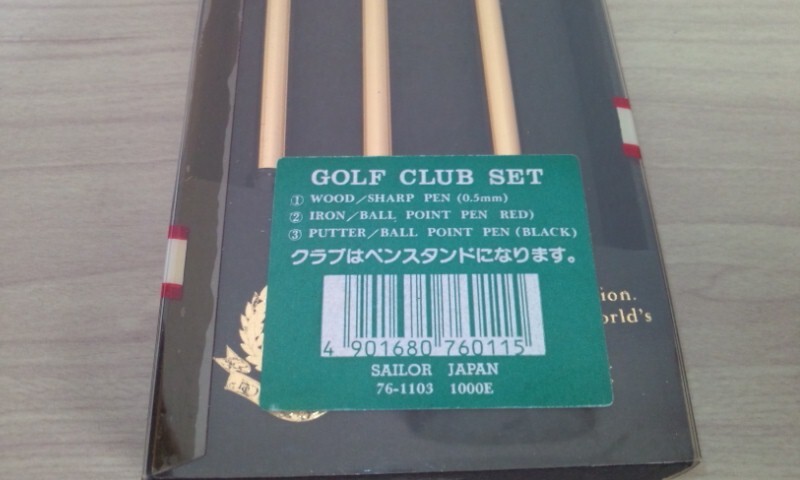 GOLF CLUB SET
① WOOD/SHARP PEN (0.5mm)
② IRON/BALL POINT PEN RED)
③ PUTTER/BALL POINT PEN (BLACK)
クラブはペンスタンドになります。
4 901680 760115
SAILOR JAPAN
76-1103 1000E
ion.
orld's